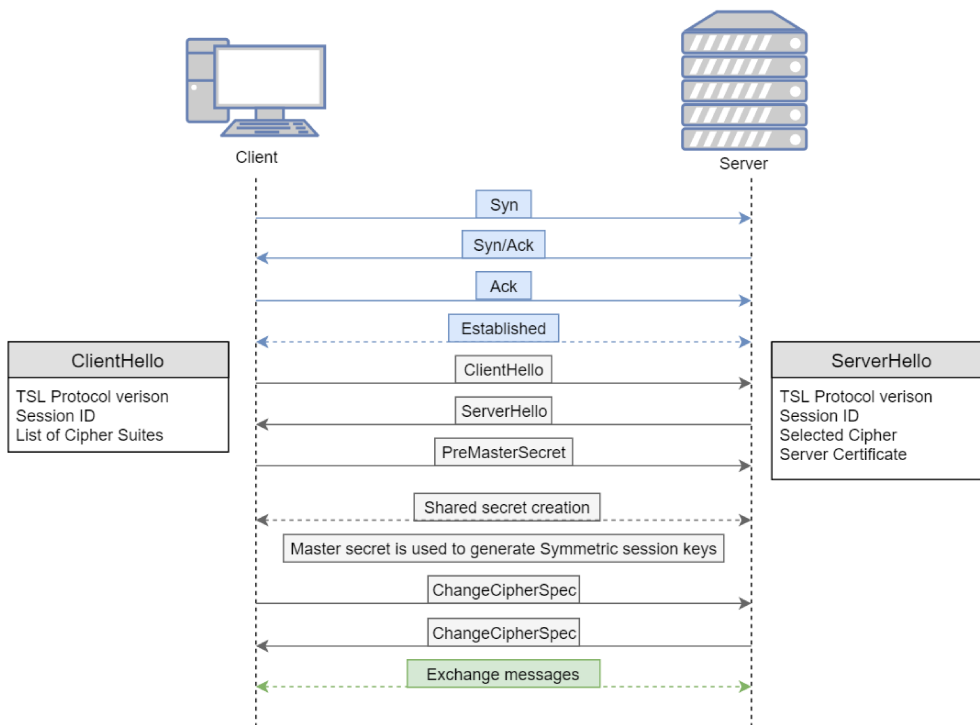 Client
Server
Syn
Syn/Ack
Ack
Established
ClientHello
TSL Protocol verison
Session ID
List of Cipher Suites
ServerHello
TSL Protocol verison
Session ID
Selected Cipher
Server Certificate
ClientHello
ServerHello
PreMasterSecret
Shared secret creation
Master secret is used to generate Symmetric session keys
ChangeCipherSpec
ChangeCipherSpec
Exchange messages